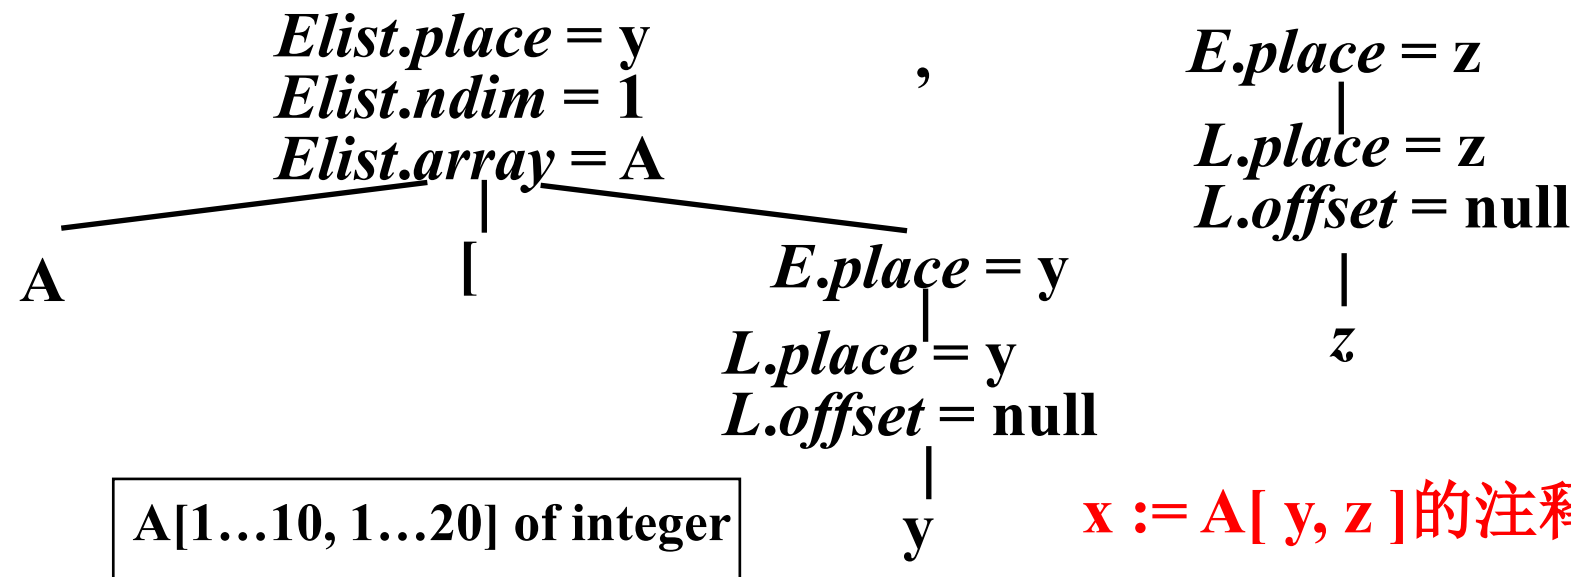 Elist.place = y
Elist.ndim = 1
Elist.array = A
,
E.place = z
L.place = z
L.offset = null
z
A
[
E.place = y
L.place = y
L.offset = null
y
A[1…10, 1…20] of integer
x := A[ y, z ]的注释